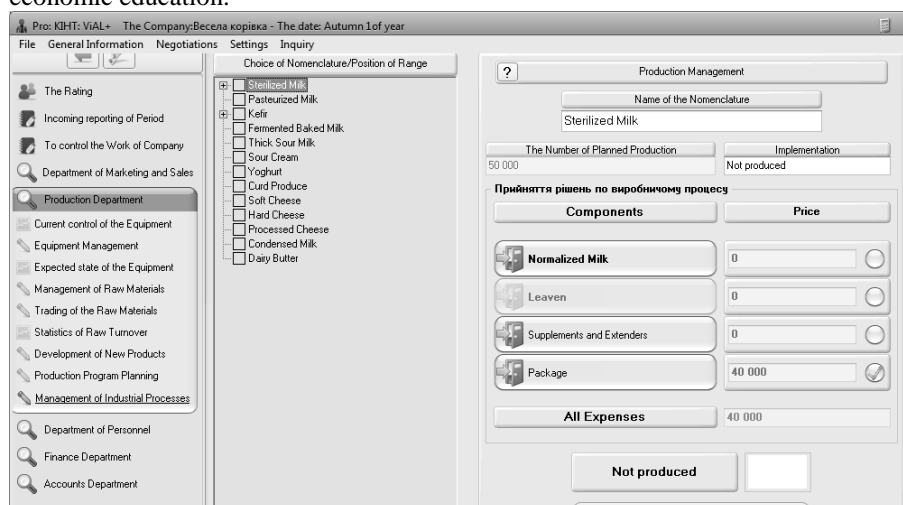 economic education.
Pro: КІНТ: ViAL+ The Company:Весела корівка - The date: Autumn 1of year
File General Information Negotiations Settings Inquiry
The Rating
Incoming reporting of Period
To control the Work of Company
Department of Marketing and Sales
Production Department
Current control of the Equipment
Equipment Management
Expected state of the Equipment
Management of Raw Materials
Trading of the Raw Materials
Statistics of Raw Turnover
Development of New Products
Production Program Planning
Management of Industrial Processes
Department of Personnel
Finance Department
Accounts Department
Choice of Nomenclature/Position of Range
Sterilized Milk
Pasteurized Milk
Kefir
Fermented Baked Milk
Thick Sour Milk
Sour Cream
Yoghurt
Curd Produce
Soft Cheese
Hard Cheese
Processed Cheese
Condensed Milk
Dairy Butter
? Production Management
Name of the Nomenclature
Sterilized Milk
The Number of Planned Production Implementation
50 000 Not produced
Прийняття рішень по виробничому процесу
Components Price
Normalized Milk 0
Leaven 0
Supplements and Extenders 0
Package 40 000
All Expenses 40 000
Not produced